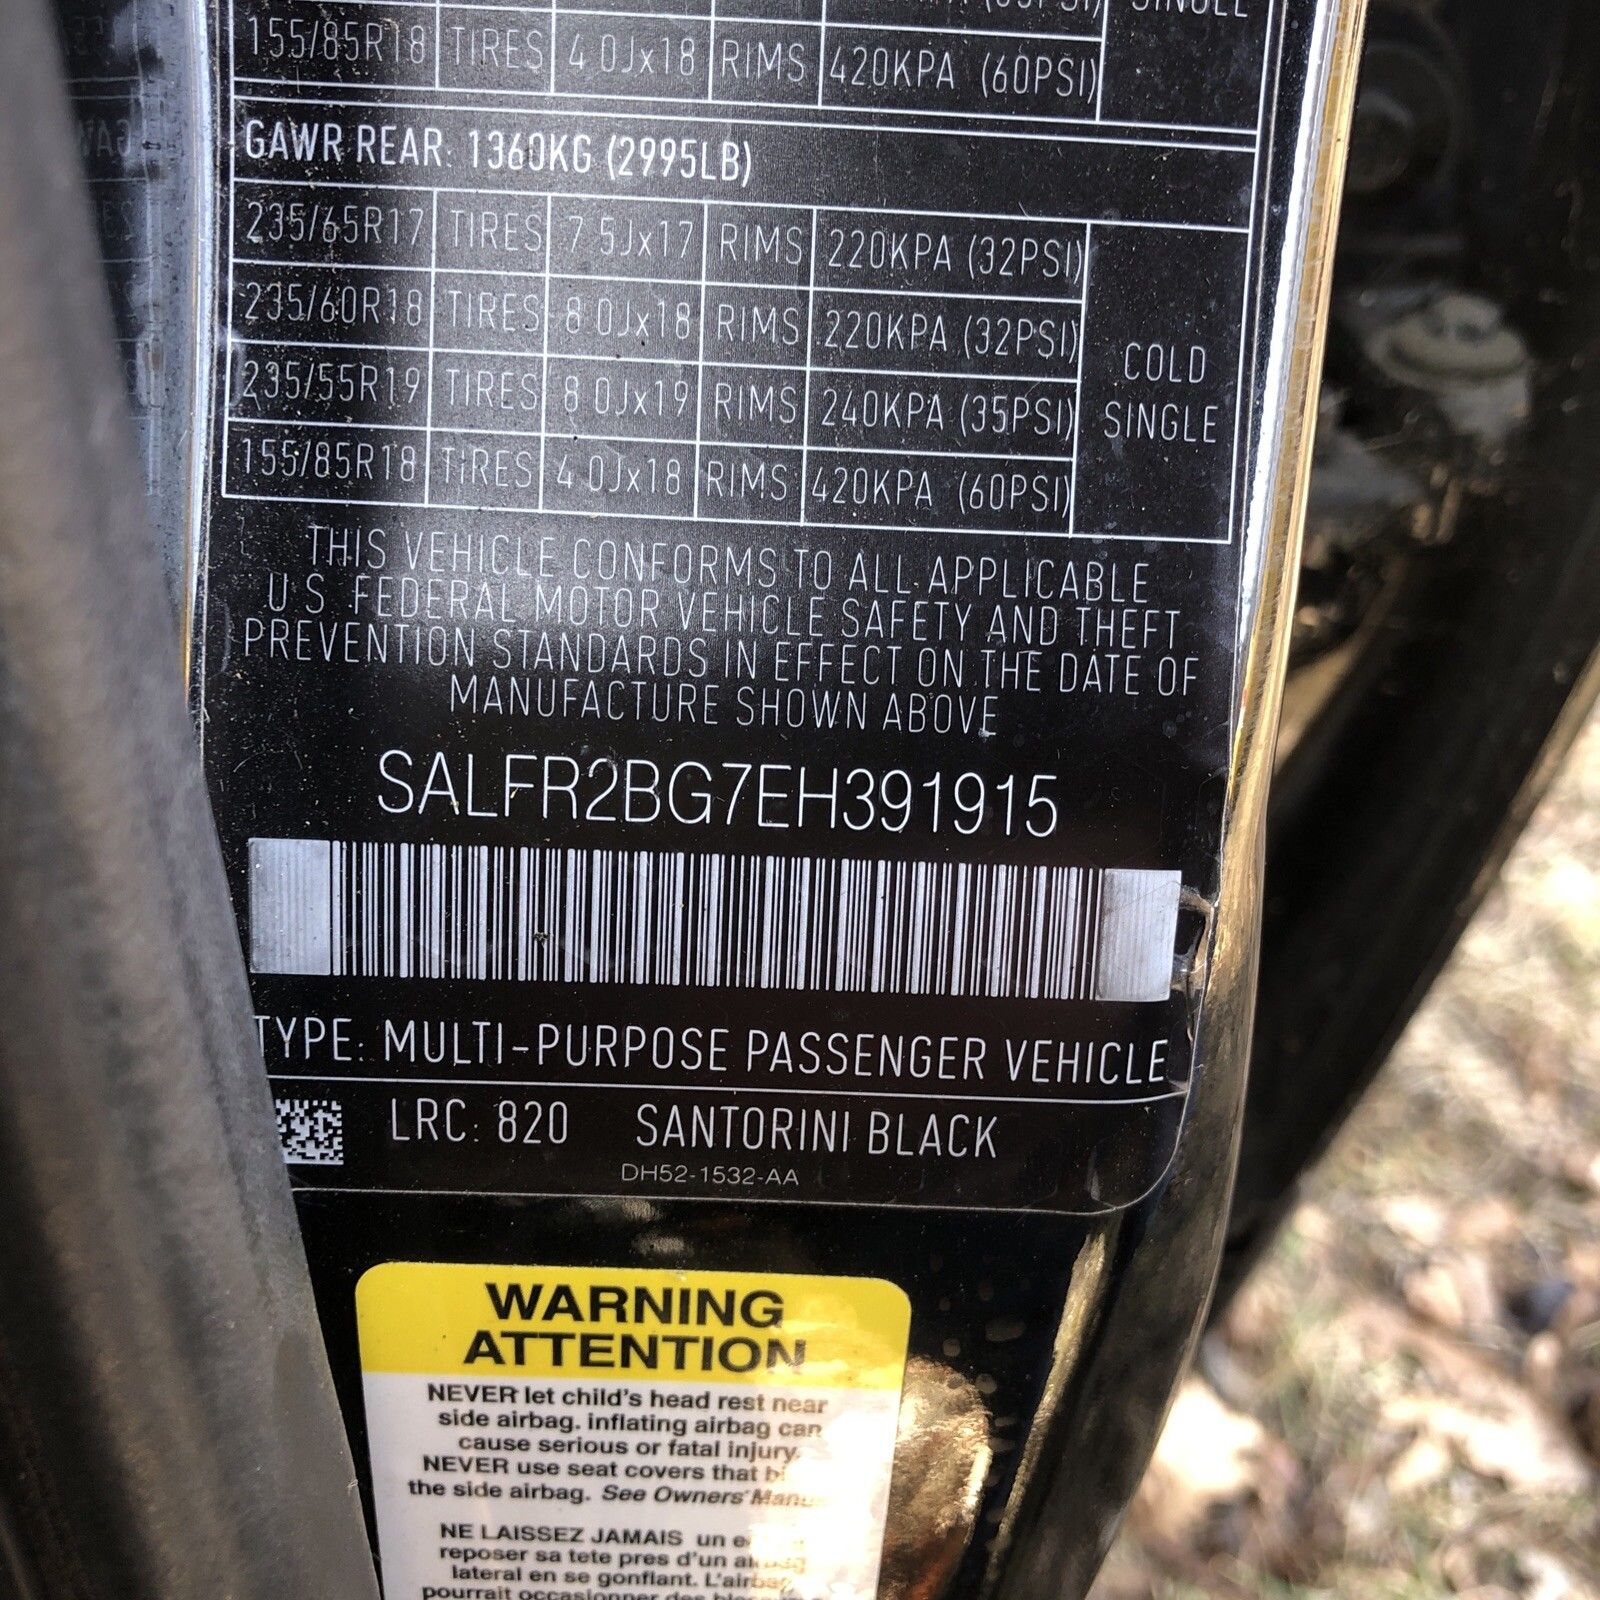 155/85R18 TIRES 4 0Jx18 RIMS 420KPA (60PSI)
GAWR REAR: 1360KG (2995LB)
235/65R17 TIRES 7 5Jx17 RIMS 220KPA (32PSI)
235/60R18 TIRES 8 0Jx18 RIMS 220KPA (32PSI)
235/55R19 TIRES 8 0Jx19 RIMS 240KPA (35PSI)
155/85R18 TIRES 4 0Jx18 RIMS 420KPA (60PSI)
COLD
SINGLE
THIS VEHICLE CONFORMS TO ALL APPLICABLE
U.S. FEDERAL MOTOR VEHICLE SAFETY AND THEFT
PREVENTION STANDARDS IN EFFECT ON THE DATE OF
MANUFACTURE SHOWN ABOVE
SALFR2BG7EH391915
TYPE: MULTI-PURPOSE PASSENGER VEHICLE
LRC: 820 SANTORINI BLACK
DH52-1532-AA
WARNING
ATTENTION
NEVER let child's head rest near
side airbag. inflating airbag can
cause serious or fatal injury.
NEVER use seat covers that
the side airbag. See Owners'
NE LAISSEZ JAMAIS un
reposer sa tete pres d'un
lateral en se gonflant.
pourrait occasionner des